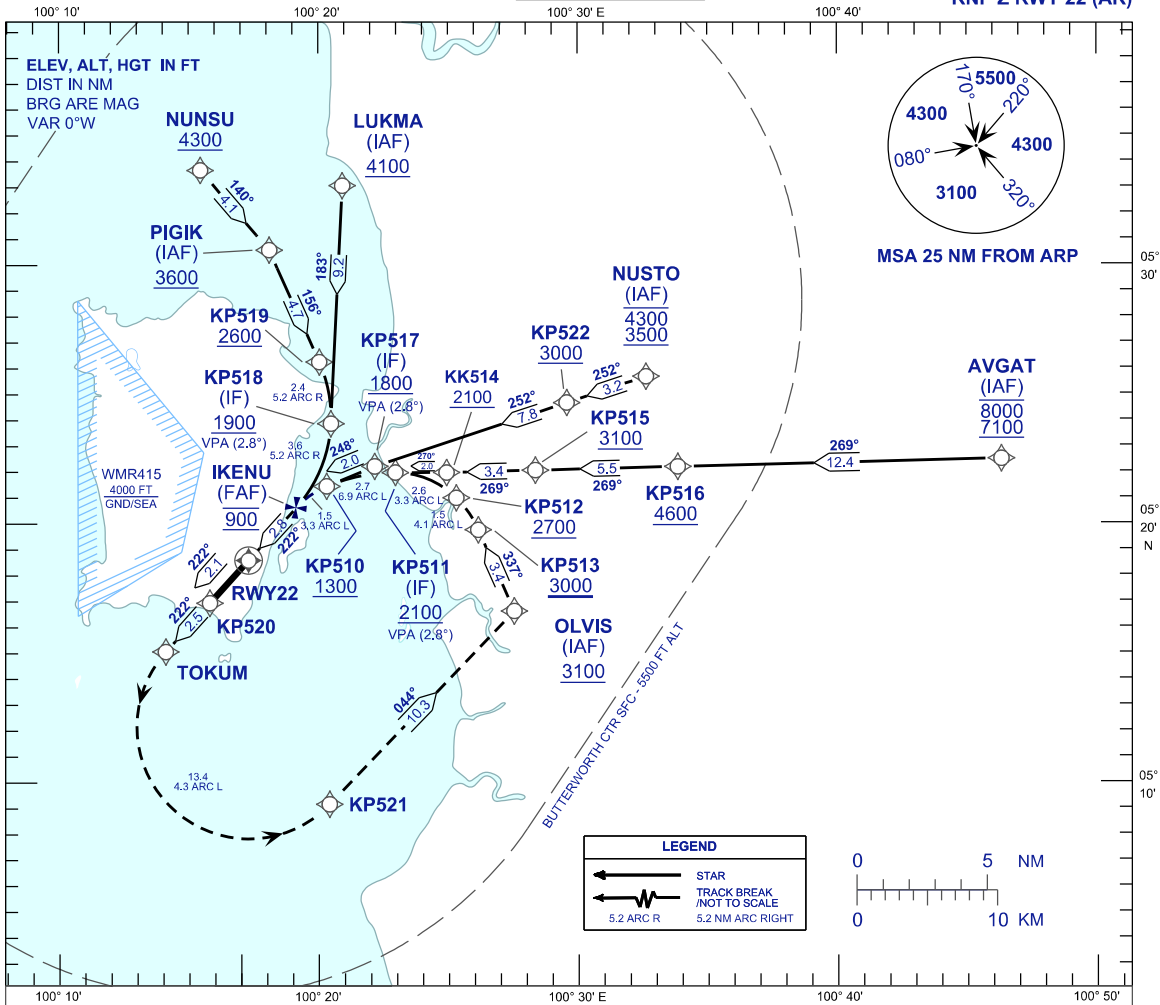 RNP Z RWY 22 (AR)
100° 10'
100° 20'
100° 30' E
100° 40'
ELEV, ALT, HGT IN FT
DIST IN NM
BRG ARE MAG
VAR 0°W
NUNSU
4300
LUKMA
(IAF)
4100
170°
5500
220°
4300
4300
080°
3100
320°
MSA 25 NM FROM ARP
140°
4.1
PIGIK
(IAF)
3600
183°
9.2
05°
30'
156°
4.7
NUSTO
(IAF)
4300
3500
KP519
2600
KP517
(IF)
1800
VPA (2.8°)
KP522
3000
252°
3.2
AVGAT
(IAF)
8000
7100
KP518
(IF)
1900
VPA (2.8°)
2.4
5.2 ARC R
KK514
2100
252°
7.8
KP515
3100
3.6
5.2 ARC R
248°
2.0
270°
2.0
3.4
269°
5.5
269°
269°
12.4
WMR415
4000 FT
GND/SEA
IKENU
(FAF)
900
2.7
6.9 ARC L
2.6
3.3 ARC L
KP512
2700
KP516
4600
1.5
3.3 ARC L
1.5
4.1 ARC L
05°
20'
N
2.8
222°
KP510
1300
KP511
(IF)
2100
VPA (2.8°)
337°
3.4
KP513
3000
222°
2.1
RWY22
222°
2.5
KP520
OLVIS
(IAF)
3100
TOKUM
044°
10.3
BUTTERWORTH CTR SFC - 5500 FT ALT
13.4
4.3 ARC L
KP521
05°
10'
LEGEND
STAR
TRACK BREAK
/NOT TO SCALE
5.2 ARC R
5.2 NM ARC RIGHT
0
5
NM
0
10
KM
100° 10'
100° 20'
100° 30' E
100° 40'
100° 50'